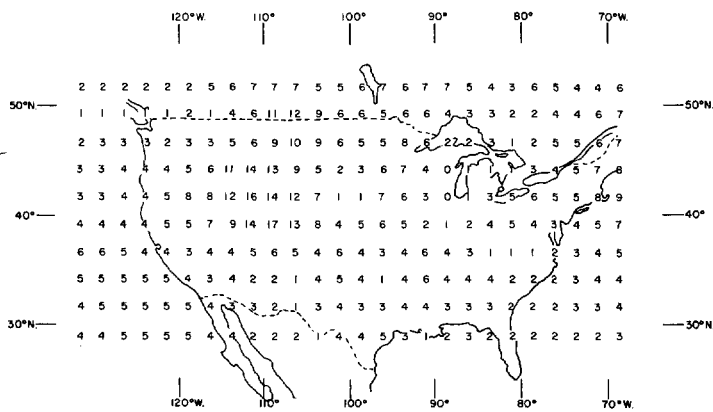 120°W. 110° 100° 90° 80° 70°W.
2 2 2 2 2 2 5 6 7 7 7 5 5 6 7 6 7 7 5 4 3 6 5 4 4 6
50°N. 50°N.
1 1 1 1 1 2 1 4 6 11 12 9 6 6 5 6 6 4 3 3 2 2 4 4 6 7
2 3 3 3 2 3 3 5 6 9 10 9 6 5 5 8 6 2 2 3 1 2 5 5 6 7
3 3 4 4 4 5 6 11 14 13 9 5 2 3 6 7 4 0 3 4 5 7 8
40°N. 40°N.
3 3 4 4 5 8 8 12 16 14 12 7 1 1 7 6 3 0 1 3 5 6 5 5 8 9
4 4 4 4 5 5 7 9 14 17 13 8 4 5 6 5 2 1 2 4 5 4 3 4 5 7
6 6 5 4 4 3 4 4 5 6 5 4 6 4 3 4 6 4 3 1 1 1 2 3 4 5
5 5 5 5 5 4 3 4 2 2 1 4 5 4 1 4 6 4 4 4 2 2 2 3 4 4
4 5 5 5 5 5 4 3 3 2 1 3 4 3 3 4 4 3 3 3 2 2 2 3 3 4
30°N. 30°N.
4 4 5 5 5 5 4 4 2 2 2 1 4 4 5 3 1 2 3 2 2 2 2 2 2 3
120°W. 110°W. 100°W. 90°W. 80°W. 70°W.